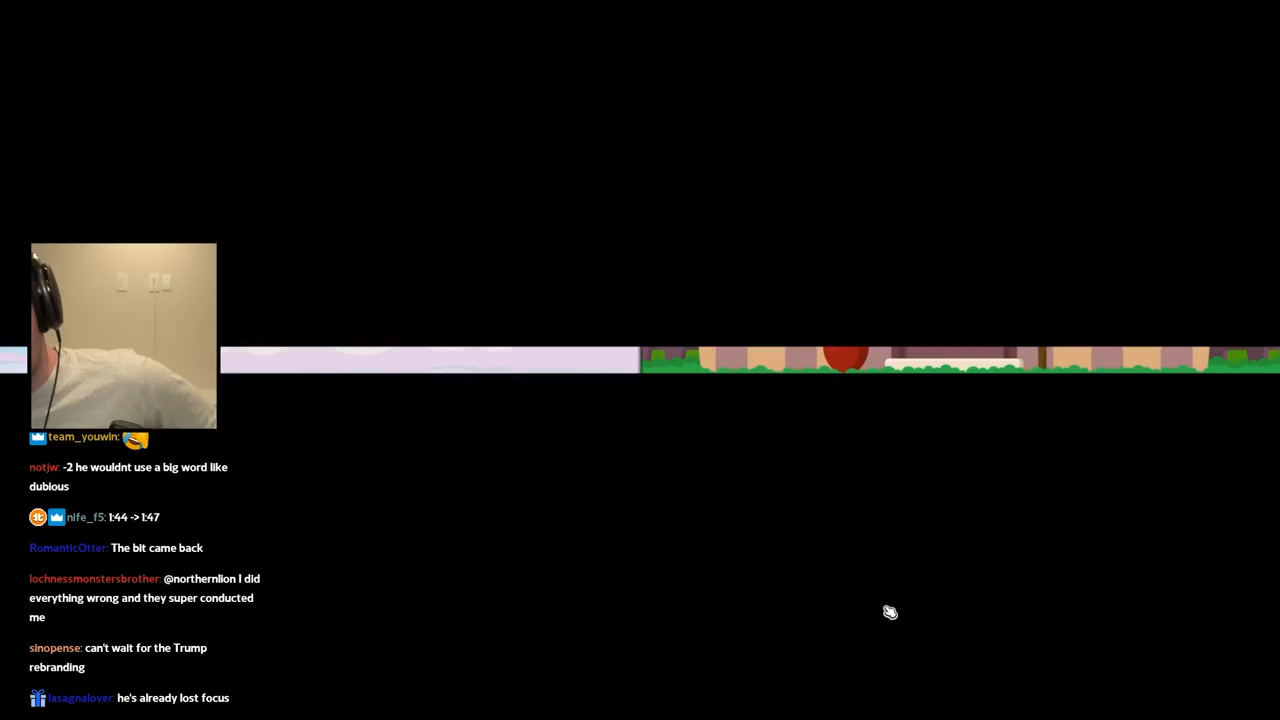 team_youwin:
notjw: -2 he wouldnt use a big word like
dubious
nife_f5: 1:44 -> 1:47
RomanticOtter: The bit came back
lochnessmonstersbrother: @northernlion I did
everything wrong and they super conducted
me
sinopense: can't wait for the Trump
rebranding
lasagnalover: he's already lost focus